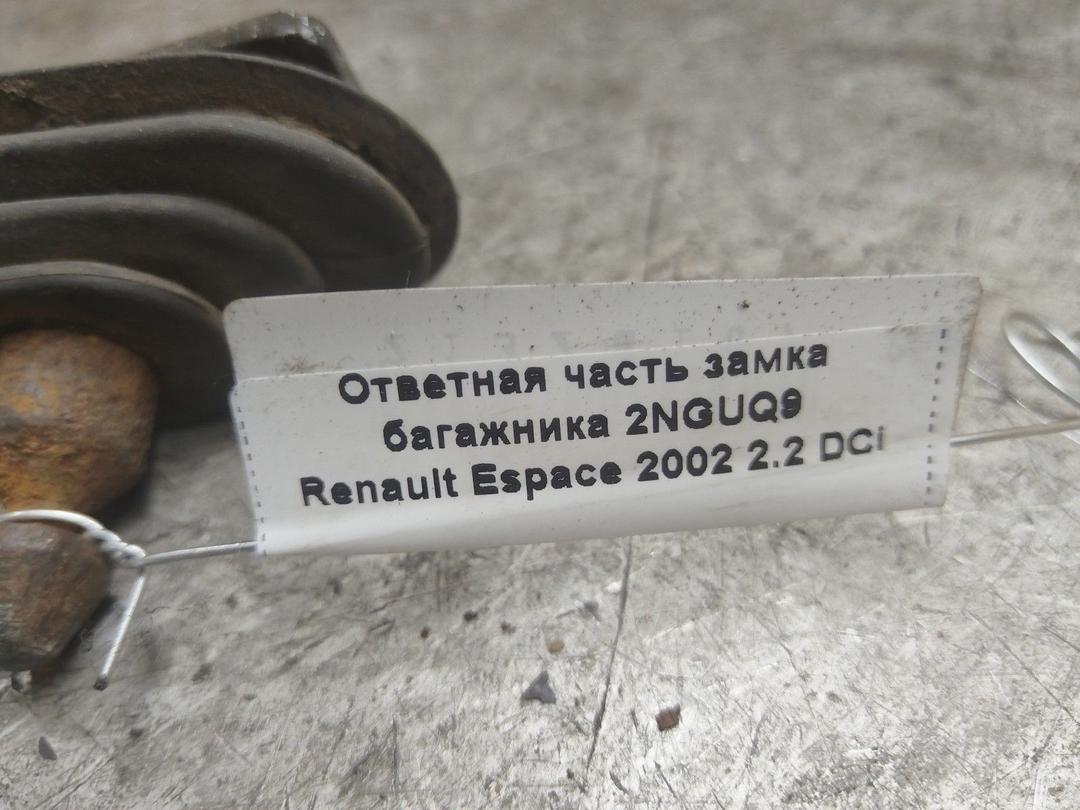 Ответная часть замка
багажника 2NGUQ9
Renault Espace 2002 2.2 DCi